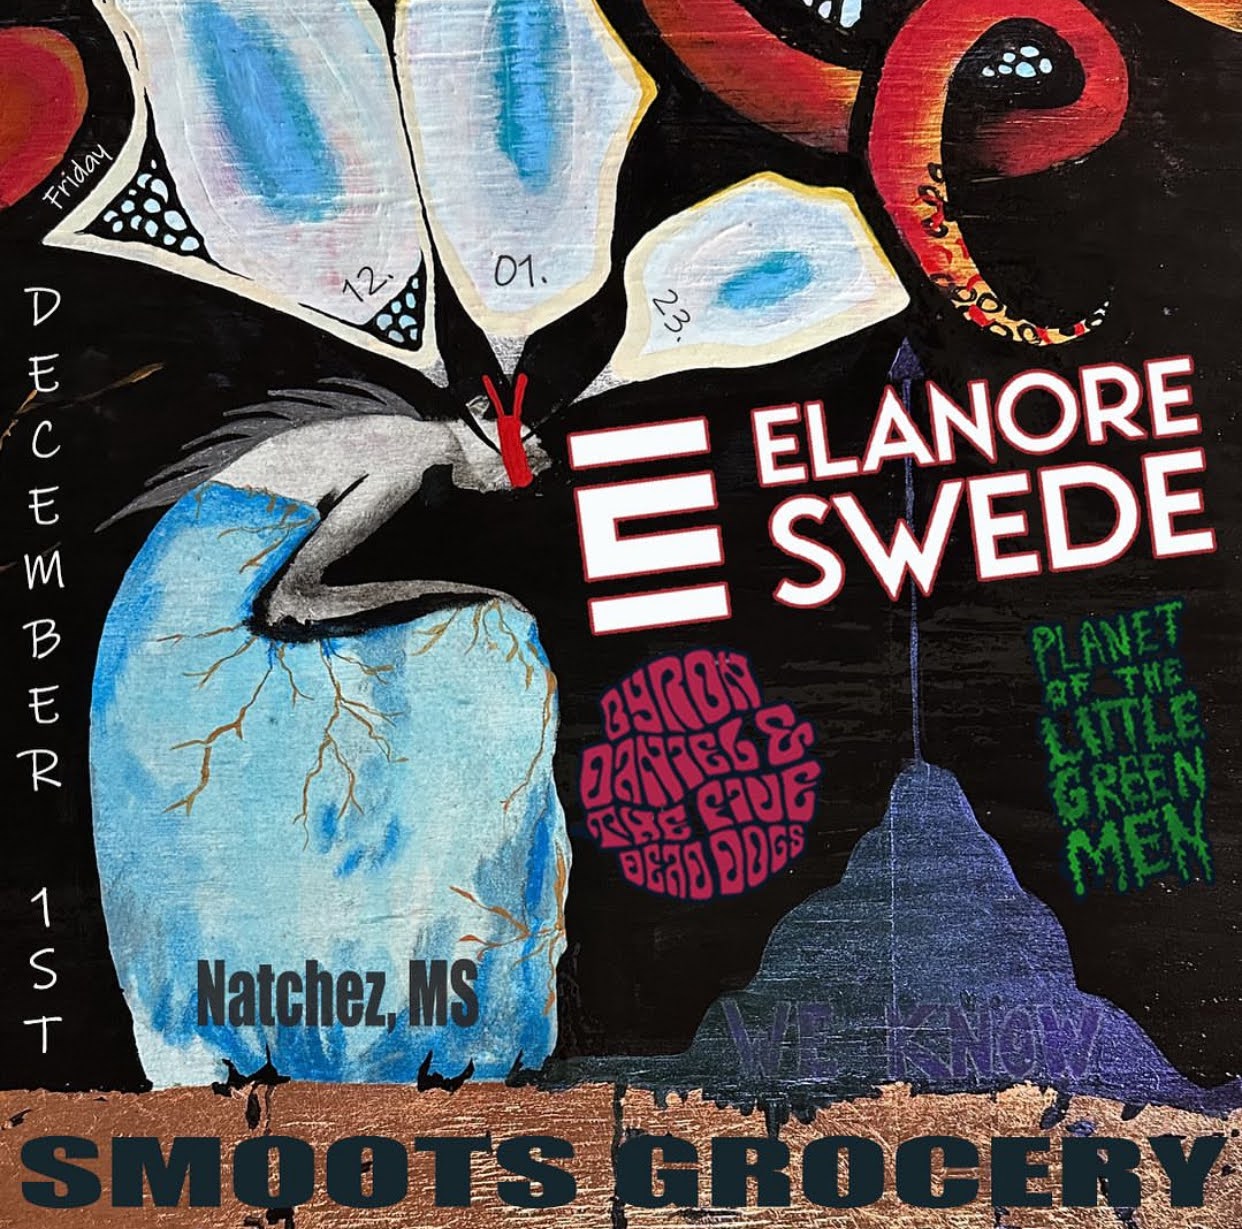 Friday
12.
01.
23.
DECEMBER 1ST
ELANORE
SWEDE
BYRON
DANIEL &
THE FIVE
DEAD DOGS
PLANET
OF THE
LITTLE
GREEN
MEN
Natchez, MS
WE KNOW
SMOOTS GROCERY